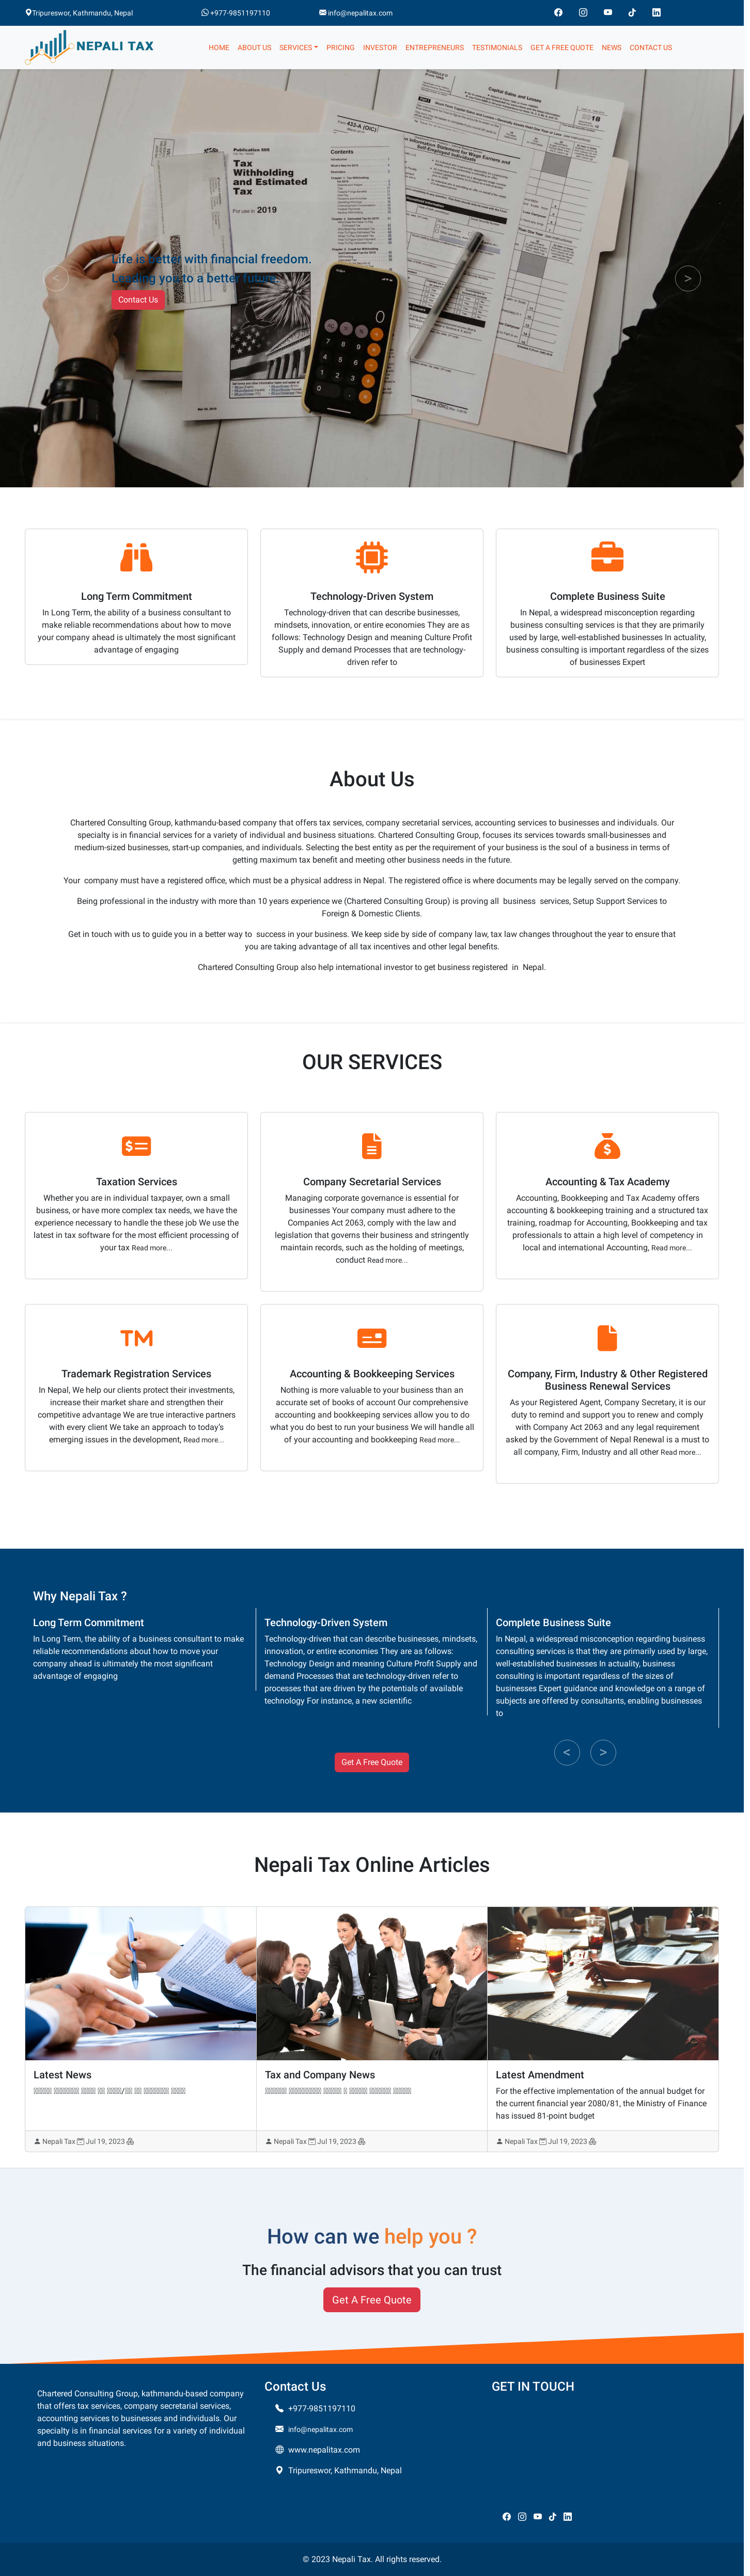 Tripureswor, Kathmandu, Nepal
+977-9851197110
info@nepalitax.com
NEPALI TAX
HOME
ABOUT US
SERVICES
PRICING
INVESTOR
ENTREPRENEURS
TESTIMONIALS
GET A FREE QUOTE
NEWS
CONTACT US
Publication 505
Tax
Withholding
and Estimated
Tax
For use in 2019
Contents
Life is better with financial freedom.
Leading you to a better future.
Contact Us
<
>
Long Term Commitment
In Long Term, the ability of a business consultant to
make reliable recommendations about how to move
your company ahead is ultimately the most significant
advantage of engaging
Technology-Driven System
Technology-driven that can describe businesses,
mindsets, innovation, or entire economies They are as
follows: Technology Design and meaning Culture Profit
Supply and demand Processes that are technology-
driven refer to
Complete Business Suite
In Nepal, a widespread misconception regarding
business consulting services is that they are primarily
used by large, well-established businesses In actuality,
business consulting is important regardless of the sizes
of businesses Expert
About Us
Chartered Consulting Group, kathmandu-based company that offers tax services, company secretarial services, accounting services to businesses and individuals. Our
specialty is in financial services for a variety of individual and business situations. Chartered Consulting Group, focuses its services towards small-businesses and
medium-sized businesses, start-up companies, and individuals. Selecting the best entity as per the requirement of your business is the soul of a business in terms of
getting maximum tax benefit and meeting other business needs in the future.
Your company must have a registered office, which must be a physical address in Nepal. The registered office is where documents may be legally served on the company.
Being professional in the industry with more than 10 years experience we (Chartered Consulting Group) is proving all business services, Setup Support Services to
Foreign & Domestic Clients.
Get in touch with us to guide you in a better way to success in your business. We keep side by side of company law, tax law changes throughout the year to ensure that
you are taking advantage of all tax incentives and other legal benefits.
Chartered Consulting Group also help international investor to get business registered in Nepal.
OUR SERVICES
Taxation Services
Whether you are in individual taxpayer, own a small
business, or have more complex tax needs, we have the
experience necessary to handle the these job We use the
latest in tax software for the most efficient processing of
your tax Read more...
Company Secretarial Services
Managing corporate governance is essential for
businesses Your company must adhere to the
Companies Act 2063, comply with the law and
legislation that governs their business and stringently
maintain records, such as the holding of meetings,
conduct Read more...
Accounting & Tax Academy
Accounting, Bookkeeping and Tax Academy offers
accounting & bookkeeping training and a structured tax
training, roadmap for Accounting, Bookkeeping and tax
professionals to attain a high level of competency in
local and international Accounting, Read more...
TM
Trademark Registration Services
In Nepal, We help our clients protect their investments,
increase their market share and strengthen their
competitive advantage We are true interactive partners
with every client We take an approach to today's
emerging issues in the development, Read more...
Accounting & Bookkeeping Services
Nothing is more valuable to your business than an
accurate set of books of account Our comprehensive
accounting and bookkeeping services allow you to do
what you do best to run your business We will handle all
of your accounting and bookkeeping Read more...
Company, Firm, Industry & Other Registered
Business Renewal Services
As your Registered Agent, Company Secretary, it is our
duty to remind and support you to renew and comply
with Company Act 2063 and any legal requirement
asked by the Government of Nepal Renewal is a must to
all company, Firm, Industry and all other Read more...
Why Nepali Tax ?
Long Term Commitment
In Long Term, the ability of a business consultant to make
reliable recommendations about how to move your
company ahead is ultimately the most significant
advantage of engaging
Technology-Driven System
Technology-driven that can describe businesses, mindsets,
innovation, or entire economies They are as follows:
Technology Design and meaning Culture Profit Supply and
demand Processes that are technology-driven refer to
processes that are driven by the potentials of available
technology For instance, a new scientific
Complete Business Suite
In Nepal, a widespread misconception regarding business
consulting services is that they are primarily used by large,
well-established businesses In actuality, business
consulting is important regardless of the sizes of
businesses Expert guidance and knowledge on a range of
subjects are offered by consultants, enabling businesses
to
<
>
Get A Free Quote
Nepali Tax Online Articles
Latest News
Nepali Tax Jul 19, 2023
Tax and Company News
Nepali Tax Jul 19, 2023
Latest Amendment
For the effective implementation of the annual budget for
the current financial year 2080/81, the Ministry of Finance
has issued 81-point budget
Nepali Tax Jul 19, 2023
How can we help you ?
The financial advisors that you can trust
Get A Free Quote
Chartered Consulting Group, kathmandu-based company
that offers tax services, company secretarial services,
accounting services to businesses and individuals. Our
specialty is in financial services for a variety of individual
and business situations.
Contact Us
+977-9851197110
info@nepalitax.com
www.nepalitax.com
Tripureswor, Kathmandu, Nepal
GET IN TOUCH
© 2023 Nepali Tax. All rights reserved.